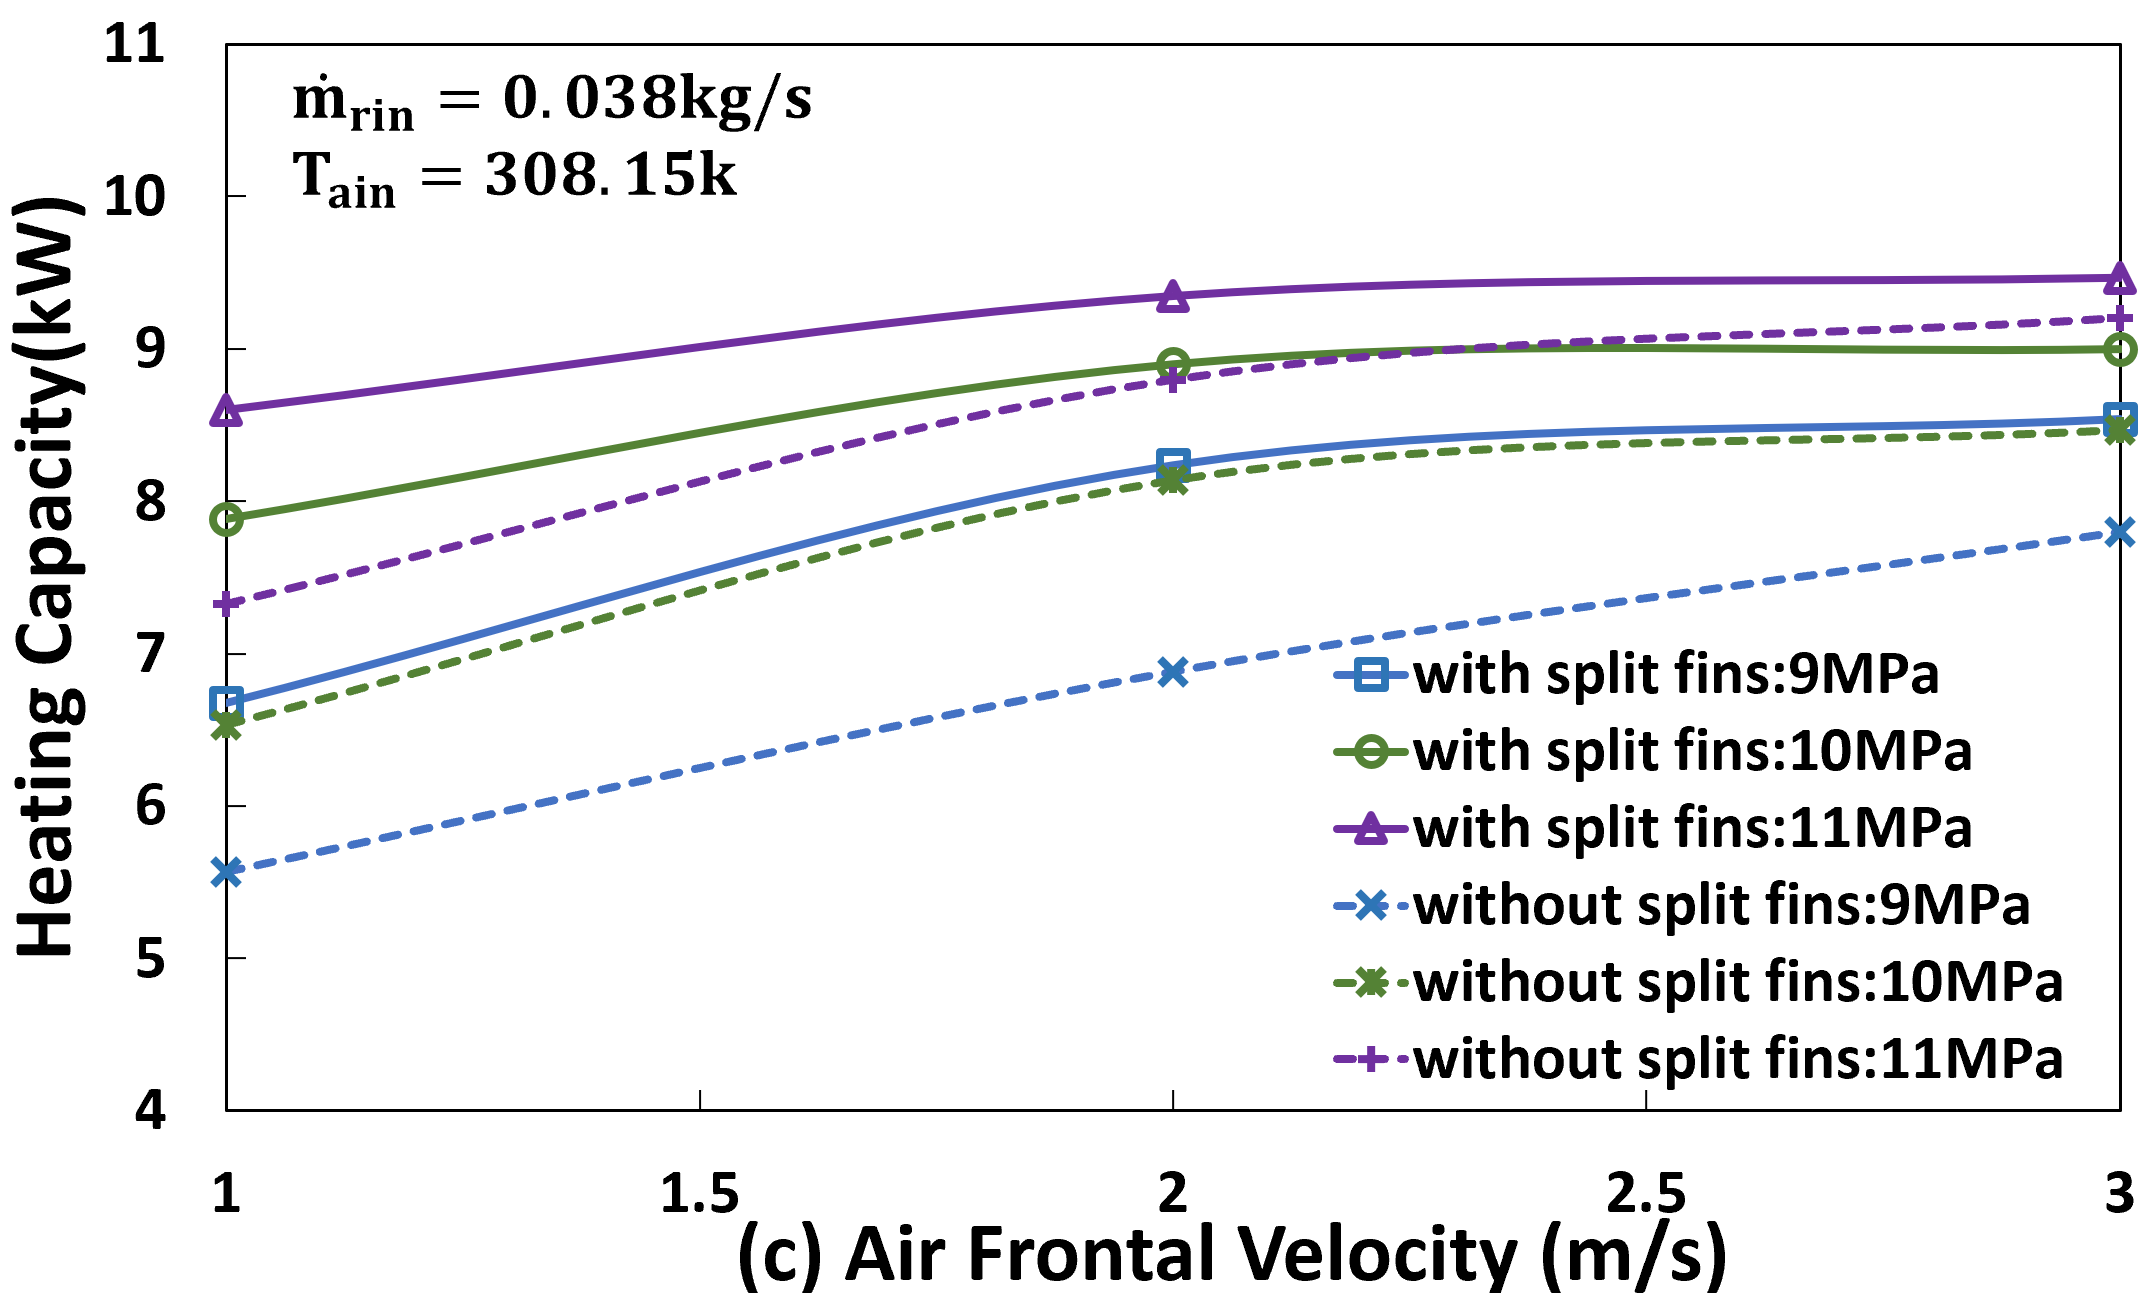 11
10
9
8
7
6
5
4
Heating Capacity(kW)
ṁrin = 0.038kg/s
Tain = 308.15k
with split fins:9MPa
with split fins:10MPa
with split fins:11MPa
without split fins:9MPa
without split fins:10MPa
without split fins:11MPa
1 1.5 2 2.5 3
(c) Air Frontal Velocity (m/s)